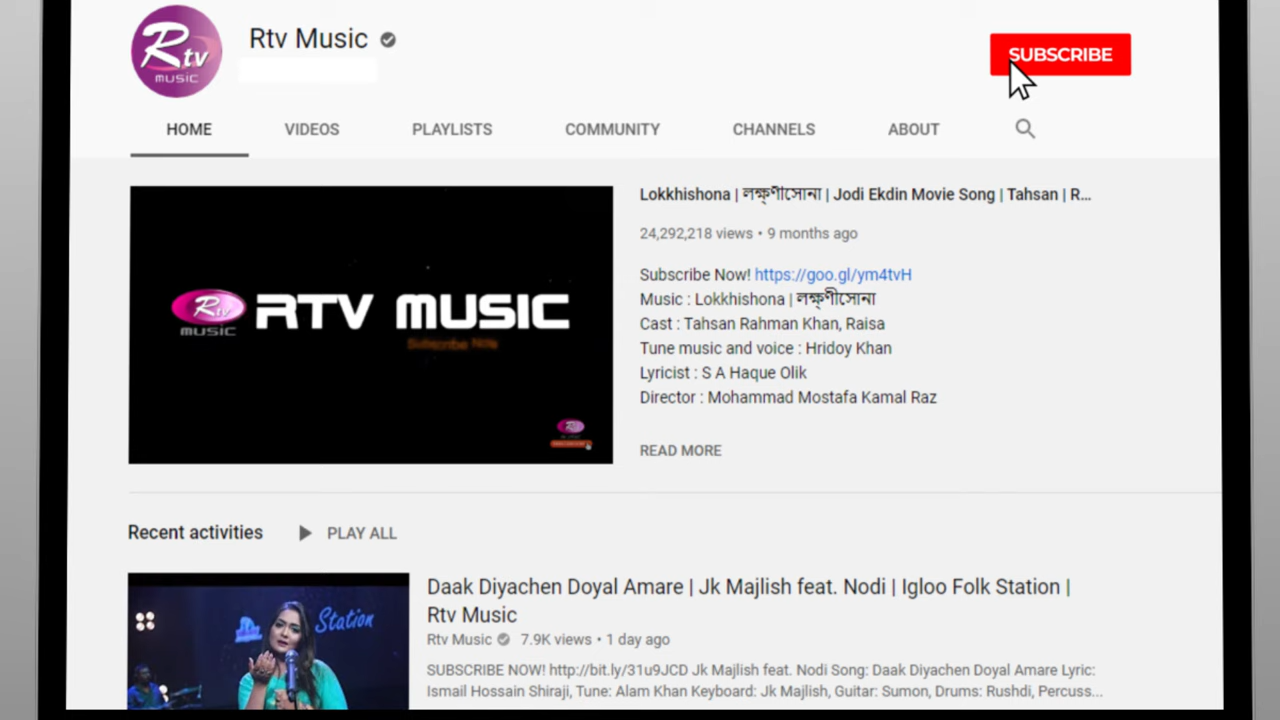 Rtv
MUSIC
Rtv Music
SUBSCRIBE
HOME VIDEOS PLAYLISTS COMMUNITY CHANNELS ABOUT
Lokkhishona | লক্ষ্ণীসোনা | Jodi Ekdin Movie Song | Tahsan | R...
24,292,218 views • 9 months ago
Subscribe Now! https://goo.gl/ym4tvH
Music : Lokkhishona | লক্ষ্ণীসোনা
Cast : Tahsan Rahman Khan, Raisa
Tune music and voice : Hridoy Khan
Lyricist : S A Haque Olik
Director : Mohammad Mostafa Kamal Raz
READ MORE
Rtv
MUSIC
RTV MUSIC
Subscribe Now
Rtv
Recent activities PLAY ALL
Station
Daak Diyachen Doyal Amare | Jk Majlish feat. Nodi | Igloo Folk Station |
Rtv Music
Rtv Music 7.9K views • 1 day ago
SUBSCRIBE NOW! http://bit.ly/31u9JCD Jk Majlish feat. Nodi Song: Daak Diyachen Doyal Amare Lyric:
Ismail Hossain Shiraji, Tune: Alam Khan Keyboard: Jk Majlish, Guitar: Sumon, Drums: Rushdi, Percuss...